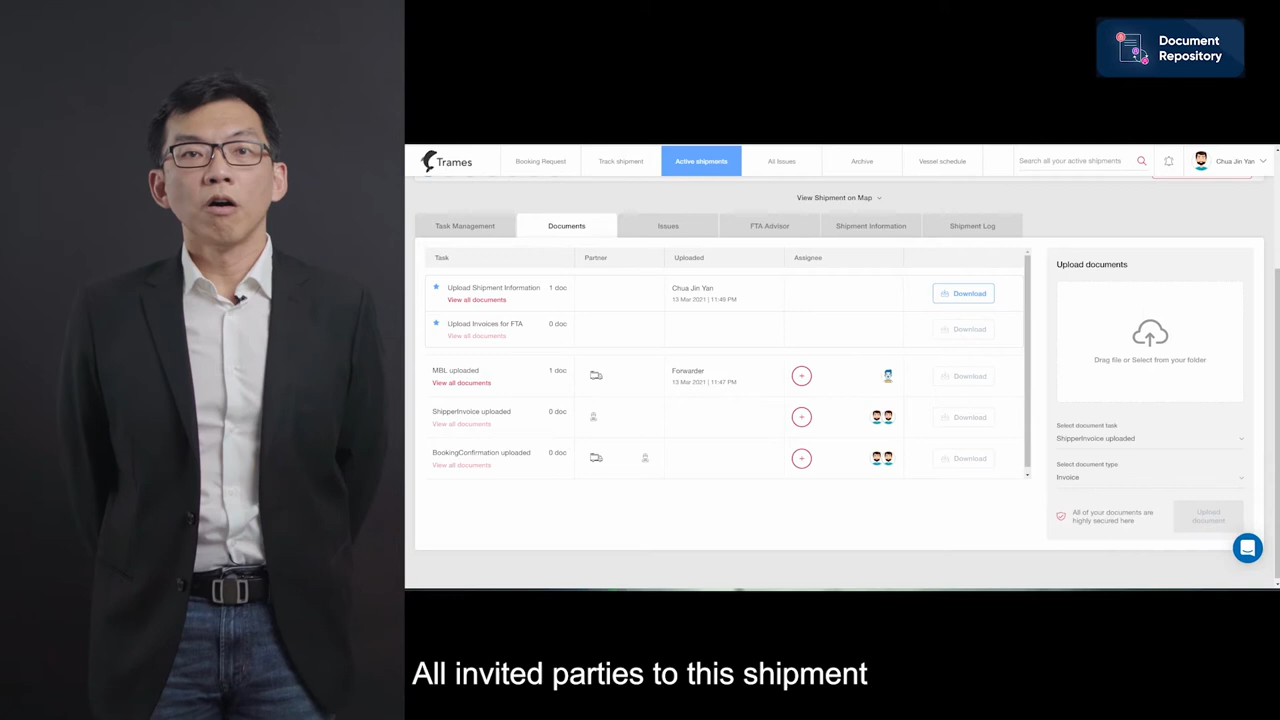 Document
Repository
Trames
Booking Request
Track shipment
Active shipments
All Issues
Archive
Vessel schedule
Search all your active shipments
Chua Jin Yan
View Shipment on Map
Task Management
Documents
Issues
FTA Advisor
Shipment Information
Shipment Log
Task
Partner
Uploaded
Assignee
Upload Shipment Information
1 doc
View all documents
Chua Jin Yan
13 Mar 2021 | 11:46 PM
Download
Upload Invoices for FTA
0 doc
View all documents
Download
MBL uploaded
1 doc
View all documents
Forwarder
13 Mar 2021 | 11:47 PM
Download
ShipperInvoice uploaded
0 doc
View all documents
Download
BookingConfirmation uploaded
0 doc
View all documents
Download
Upload documents
Drag file or Select from your folder
Select document task
ShipperInvoice uploaded
Select document type
Invoice
All of your documents are
highly secured here
Upload
document
All invited parties to this shipment